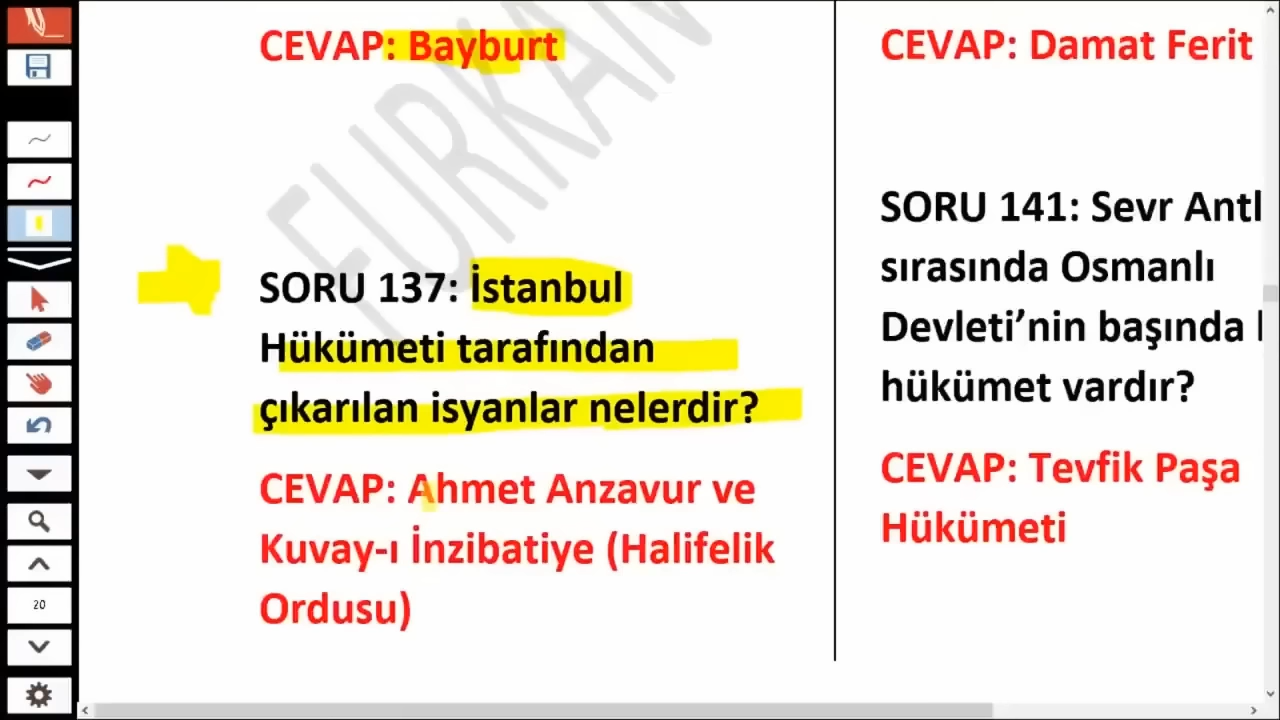 CEVAP: Bayburt
SORU 137: İstanbul
Hükümeti tarafından
çıkarılan isyanlar nelerdir?
CEVAP: Ahmet Anzavur ve
Kuvay-ı İnzibatiye (Halifelik
Ordusu)
CEVAP: Damat Ferit
SORU 141: Sevr Antl
sırasında Osmanlı
Devleti’nin başında
hükümet vardır?
CEVAP: Tevfik Paşa
Hükümeti
FURKAN
20